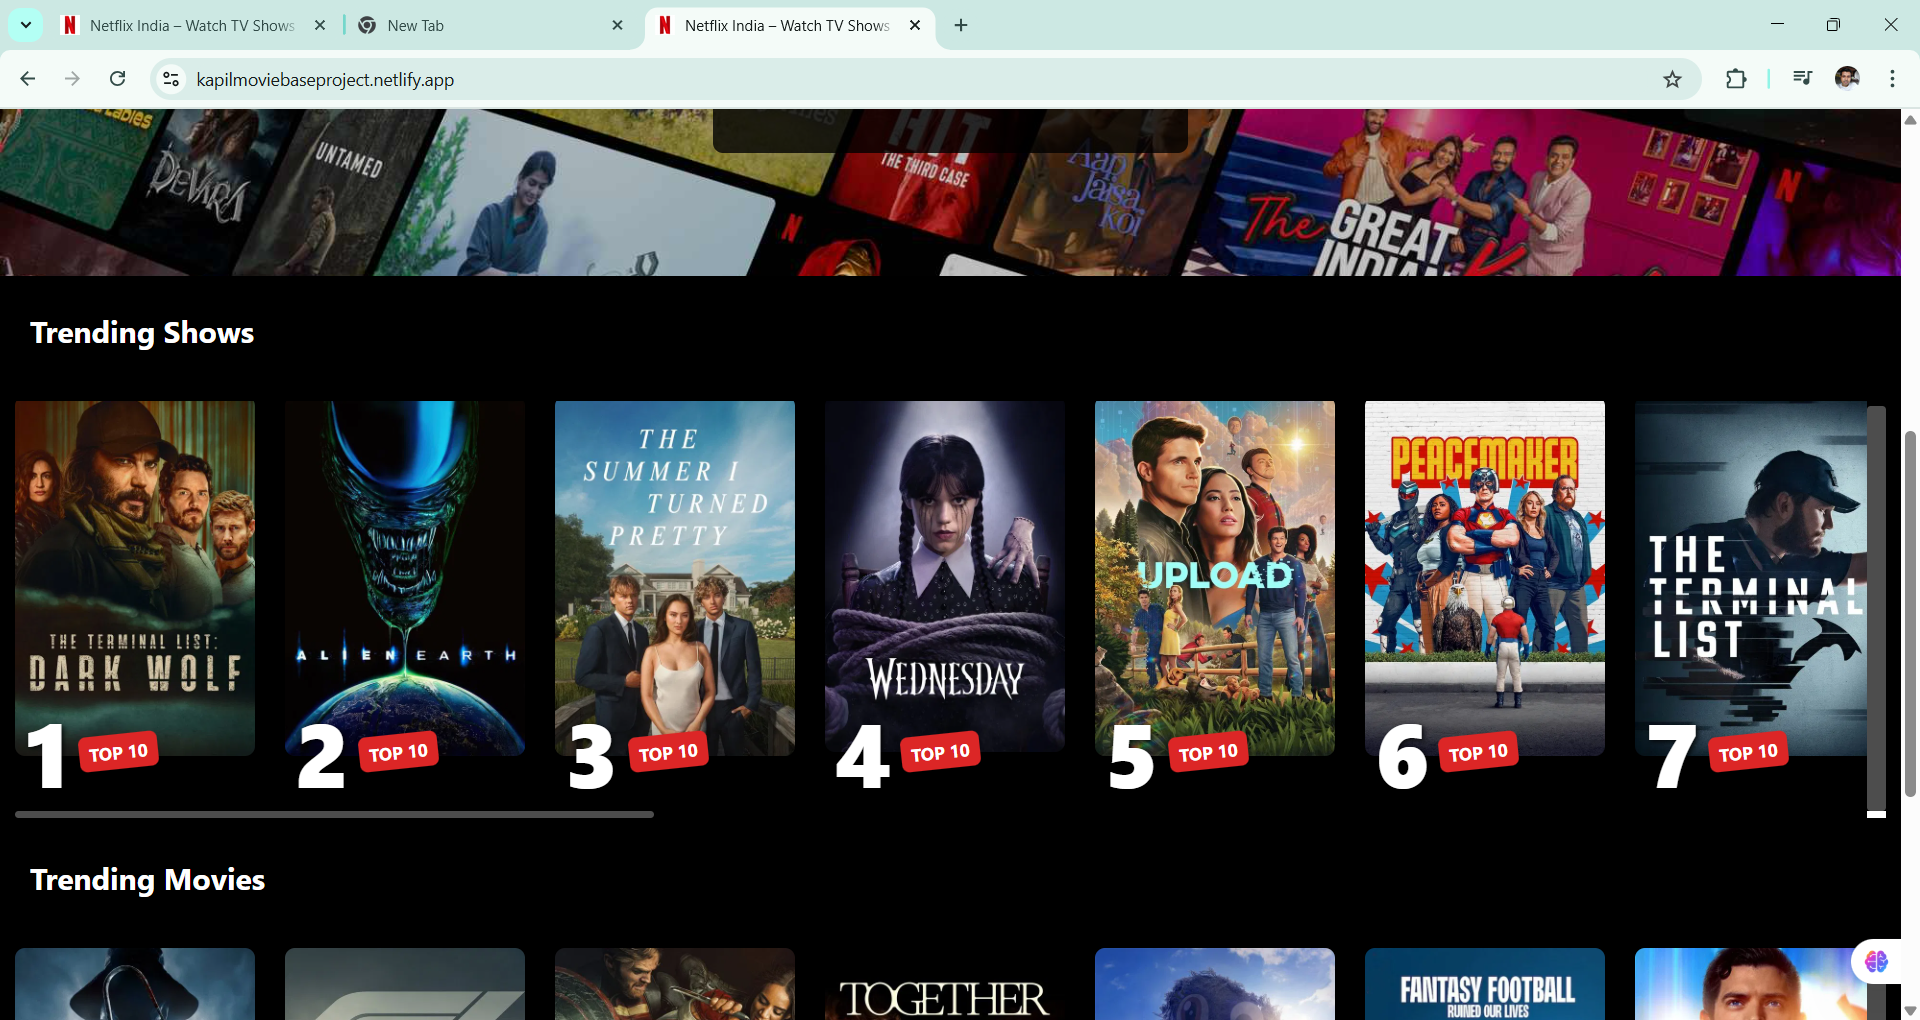 Netflix India – Watch TV Shows
New Tab
Netflix India – Watch TV Shows
kapilmoviebaseproject.netlify.app
DEVARA
UNTAMED
HIT
THE THIRD CASE
Aap
Jaisa
Koi
N
The
GREAT
INDIAN
N
Trending Shows
THE TERMINAL LIST:
DARK WOLF
1
TOP 10
ALIEN EARTH
2
TOP 10
THE
SUMMER I
TURNED
PRETTY
3
TOP 10
WEDNESDAY
4
TOP 10
UPLOAD
5
TOP 10
PEACEMAKER
6
TOP 10
THE
TERMINAL
LIST
7
TOP 10
Trending Movies
TOGETHER
FANTASY FOOTBALL
RUINED OUR LIVES